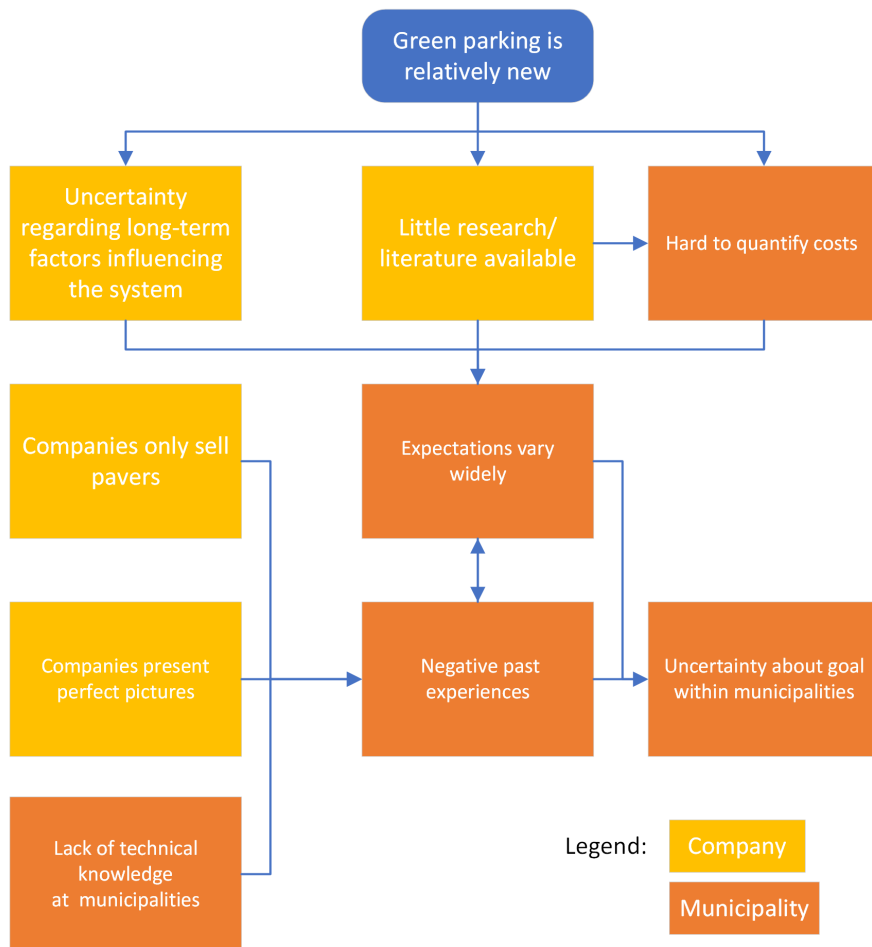 Green parking is
relatively new
Uncertainty
regarding long-term
factors influencing
the system
Little research/
literature available
Hard to quantify costs
Companies only sell
pavers
Expectations vary
widely
Companies present
perfect pictures
Negative past
experiences
Uncertainty about goal
within municipalities
Lack of technical
knowledge
at municipalities
Legend:
Company
Municipality